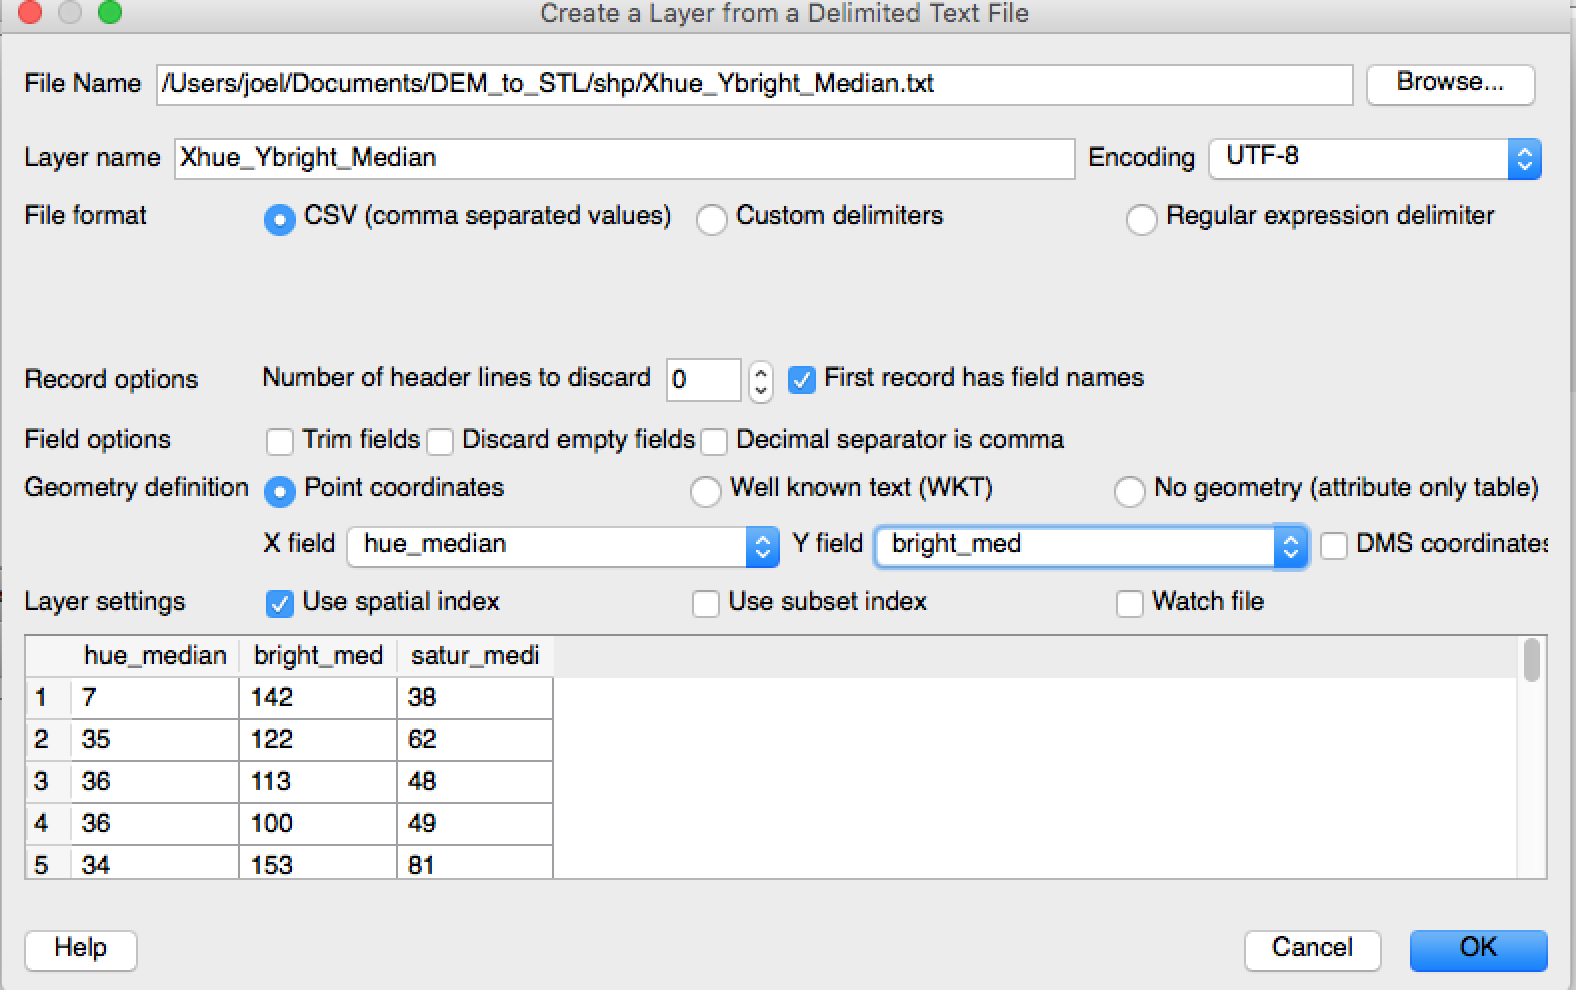 Create a Layer from a Delimited Text File
File Name /Users/joel/Documents/DEM_to_STL/shp/Xhue_Ybright_Median.txt Browse...
Layer name Xhue_Ybright_Median Encoding UTF-8
File format CSV (comma separated values) Custom delimiters Regular expression delimiter
Record options Number of header lines to discard 0 First record has field names
Field options Trim fields Discard empty fields Decimal separator is comma
Geometry definition Point coordinates Well known text (WKT) No geometry (attribute only table)
X field hue_median Y field bright_med DMS coordinates
Layer settings Use spatial index Use subset index Watch file
hue_median bright_med satur_medi
1 7 142 38
2 35 122 62
3 36 113 48
4 36 100 49
5 34 153 81
Help Cancel OK